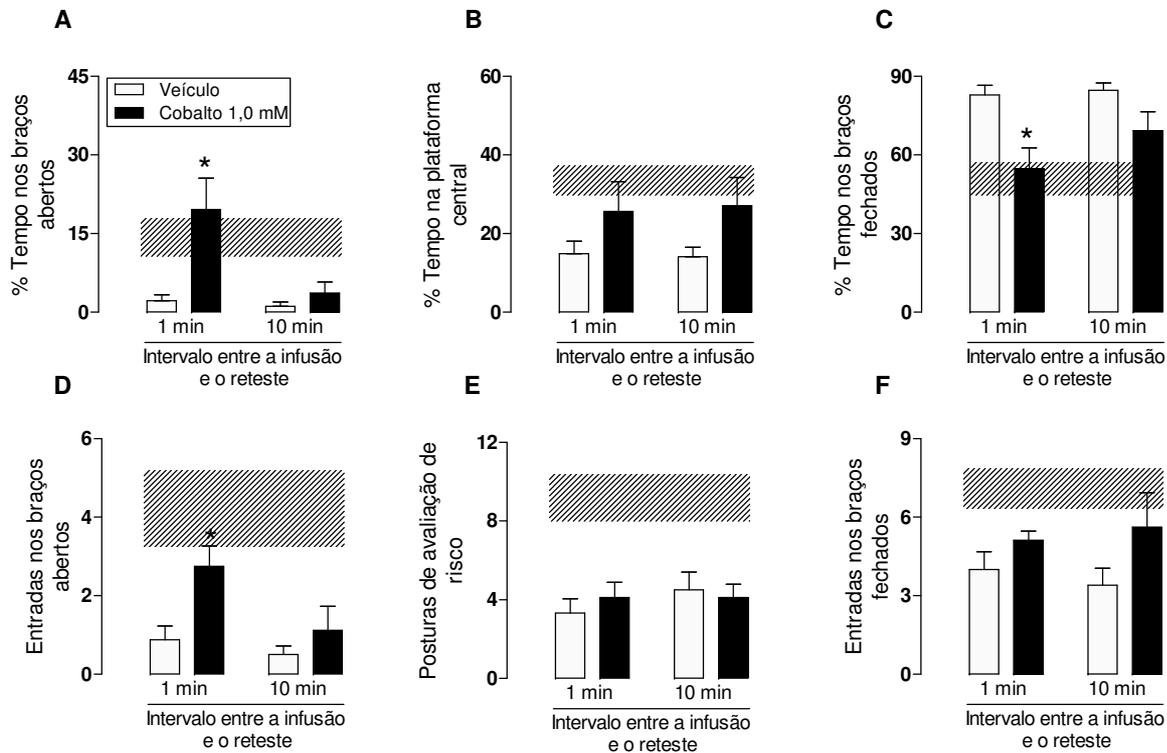 A
% Tempo nos braços
abertos
45
30
15
0
Veículo
Cobalto 1,0 mM
*
1 min
10 min
Intervalo entre a infusão
e o reteste
B
% Tempo na plataforma
central
60
40
20
0
1 min
10 min
Intervalo entre a infusão
e o reteste
C
% Tempo nos braços
fechados
90
60
30
0
*
1 min
10 min
Intervalo entre a infusão
e o reteste
D
Entradas nos braços
abertos
6
4
2
0
*
1 min
10 min
Intervalo entre a infusão
e o reteste
E
Posturas de avaliação de
risco
12
8
4
0
1 min
10 min
Intervalo entre a infusão
e o reteste
F
Entradas nos braços
fechados
9
6
3
0
1 min
10 min
Intervalo entre a infusão
e o reteste